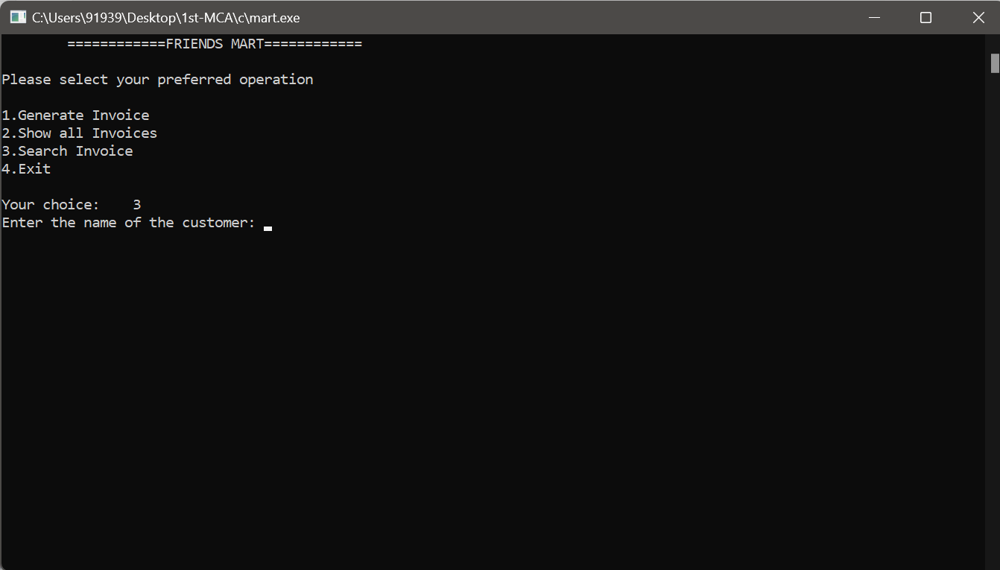 C:\Users\91939\Desktop\1st-MCA\c\mart.exe
============FRIENDS MART============
Please select your preferred operation
1.Generate Invoice
2.Show all Invoices
3.Search Invoice
4.Exit
Your choice:    3
Enter the name of the customer: